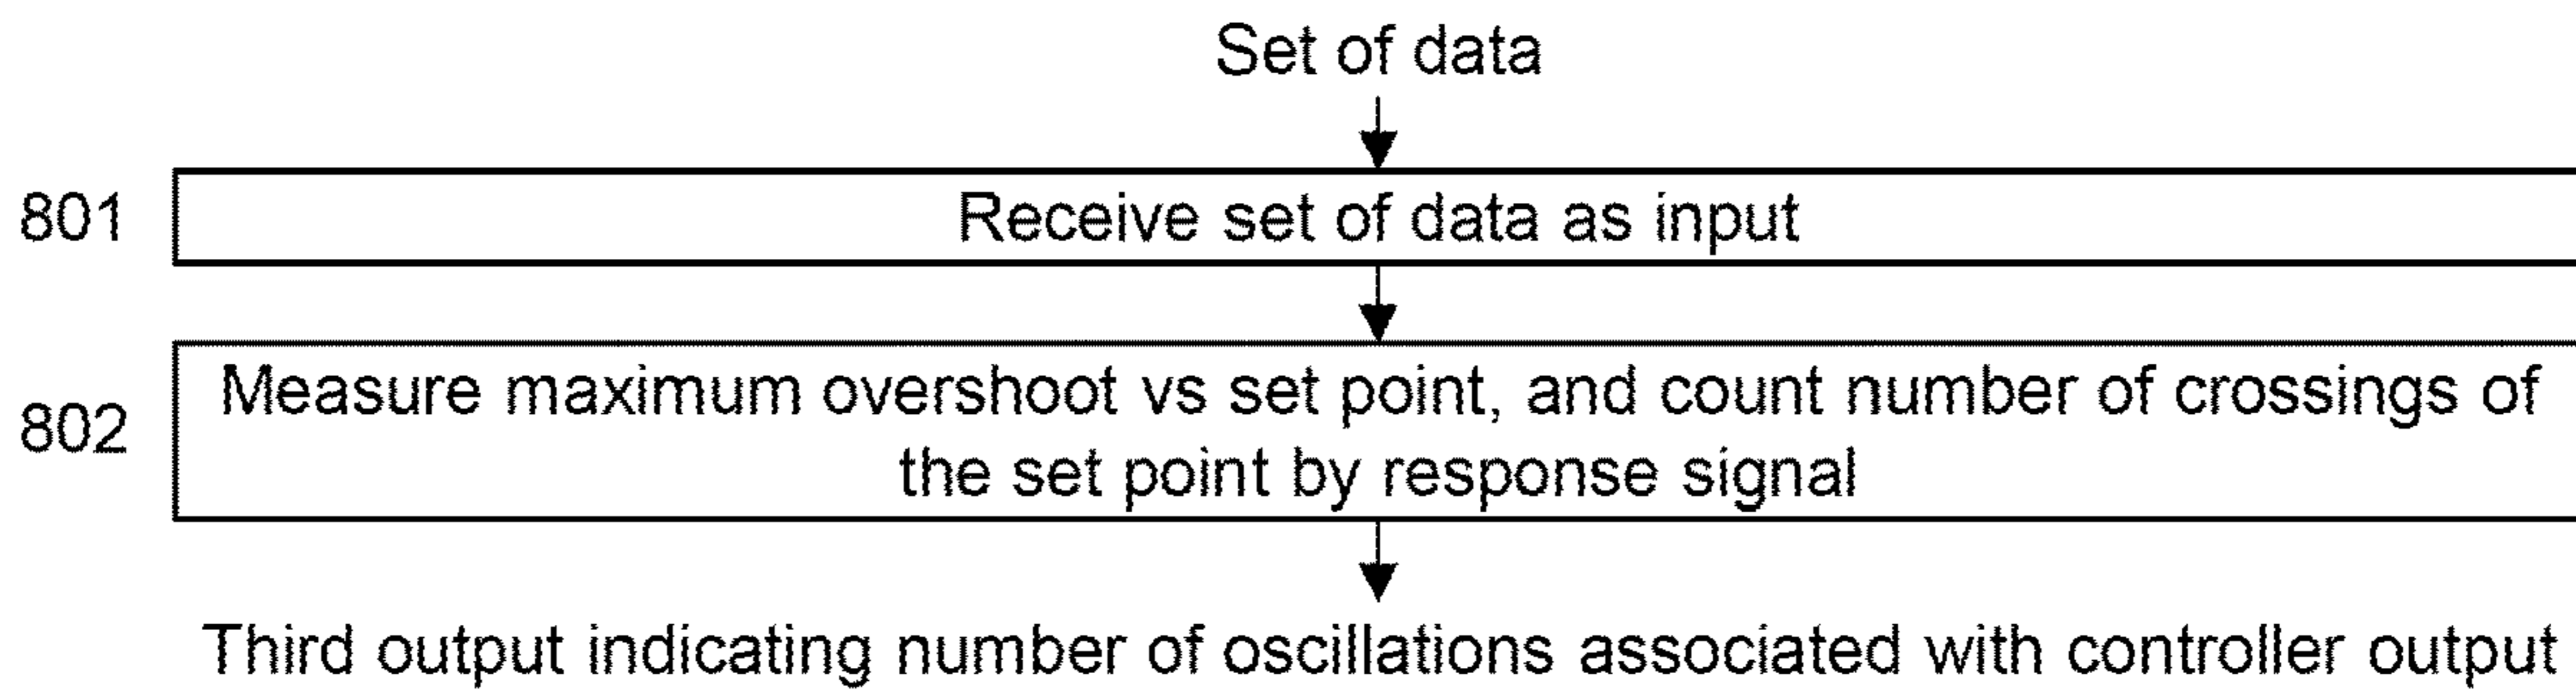 Set of data
801 Receive set of data as input
802 Measure maximum overshoot vs set point, and count number of crossings of
the set point by response signal
Third output indicating number of oscillations associated with controller output